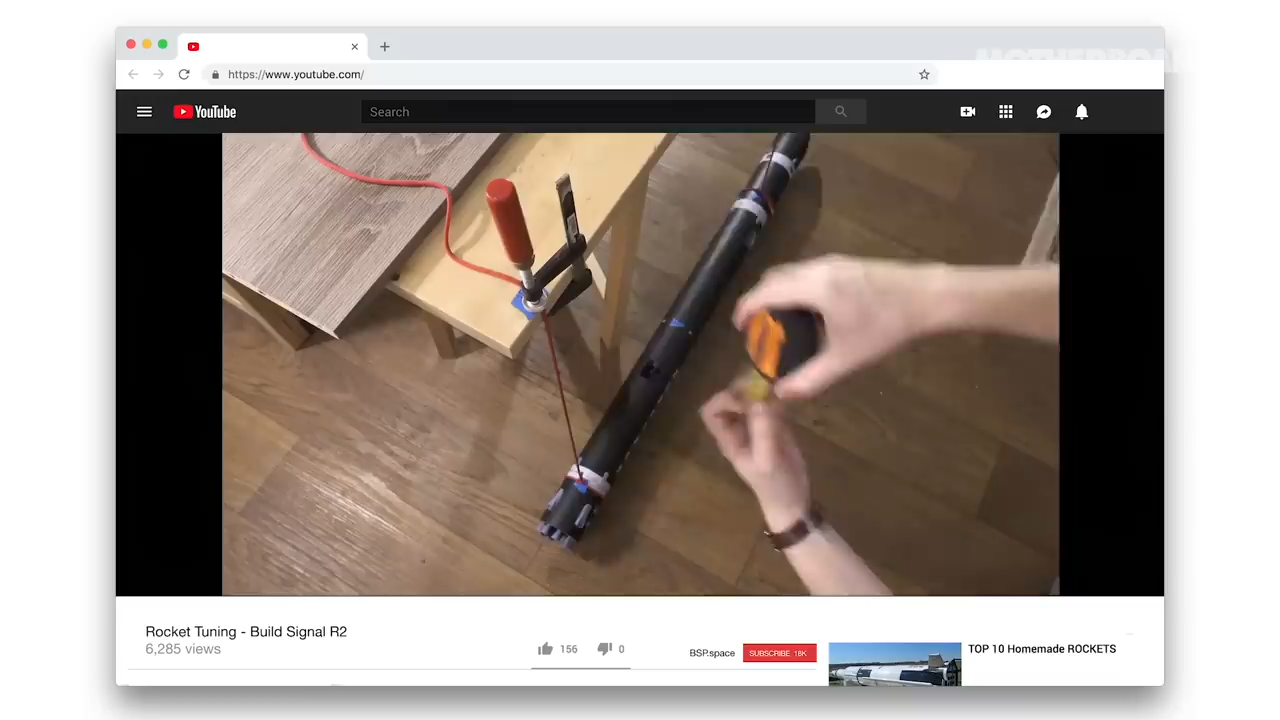 MOTHERBOA
https://www.youtube.com/
YouTube
Search
Rocket Tuning - Build Signal R2
6,285 views
156
0
BSP.space
SUBSCRIBE 18K
TOP 10 Homemade ROCKETS